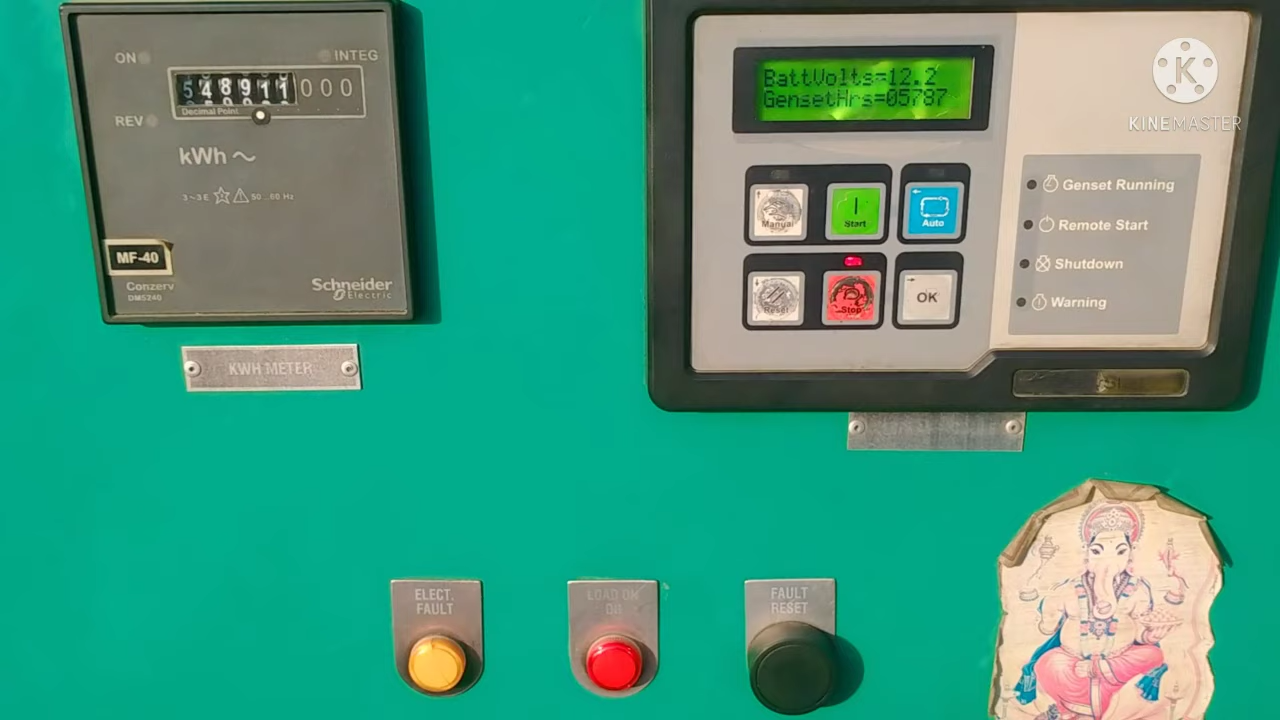 ON
INTEG
548911000
Decimal Point
REV
kWh ~
3~3E
50...60 Hz
MF-40
Conzerv
DM5240
Schneider
Electric
KWH METER
BattVolts=12.2
GensetHrs=05787
Manual
Start
Auto
Reset
Stop
OK
Genset Running
Remote Start
Shutdown
Warning
K
KINEMASTER
ELECT.
FAULT
LOAD ON
DG
FAULT
RESET